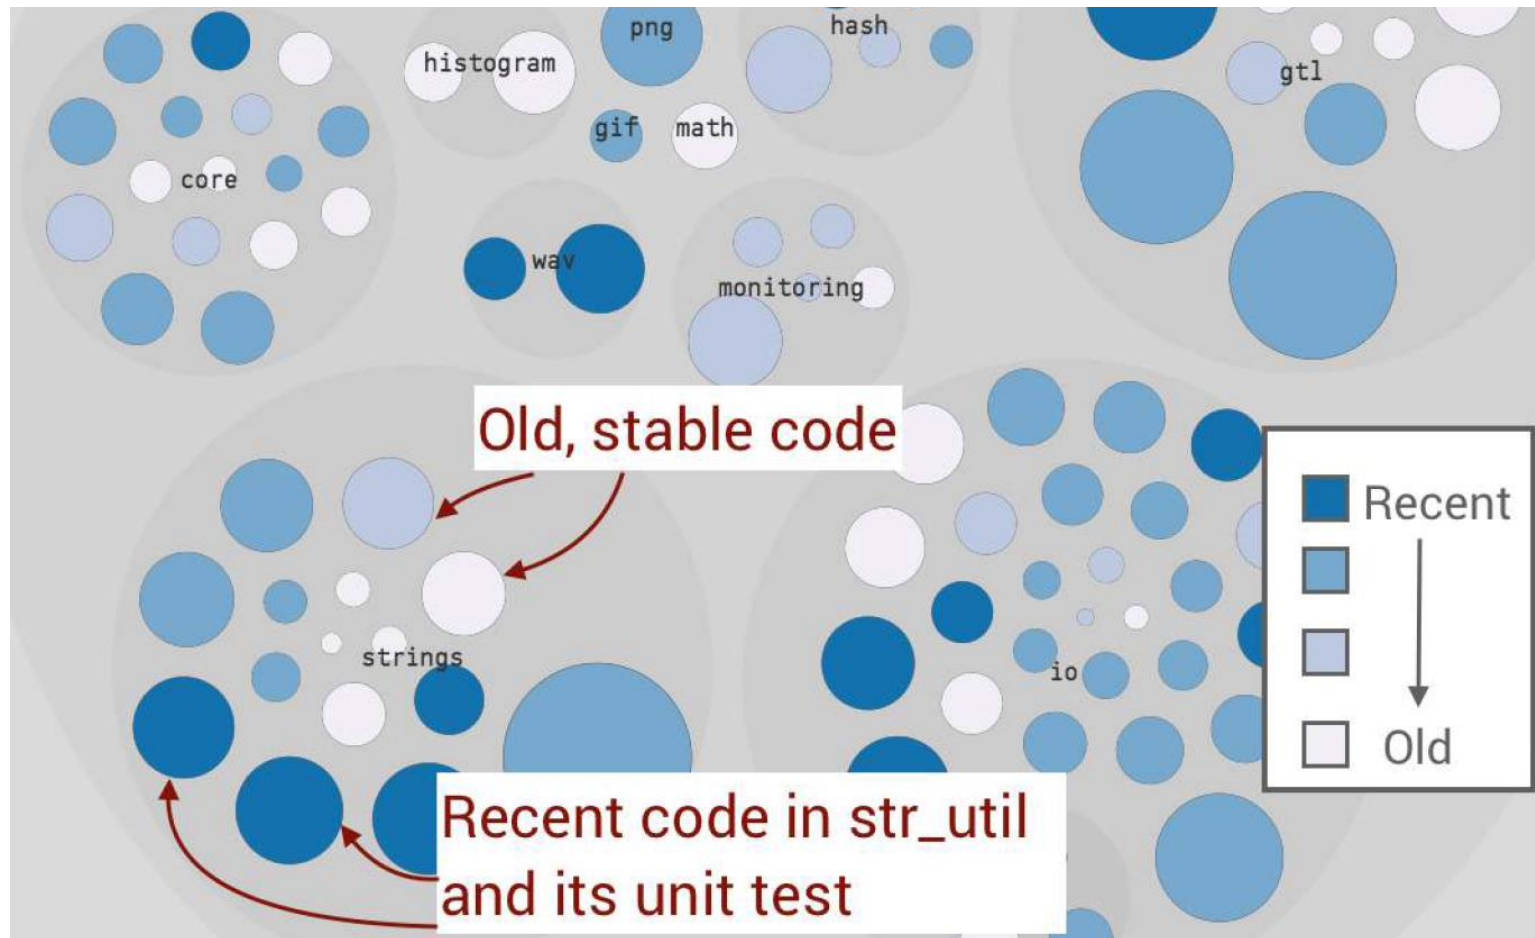 png
hash
histogram
gtl
gif
math
core
wav
monitoring
Old, stable code
Recent
strings
io
Old
Recent code in str_util
and its unit test